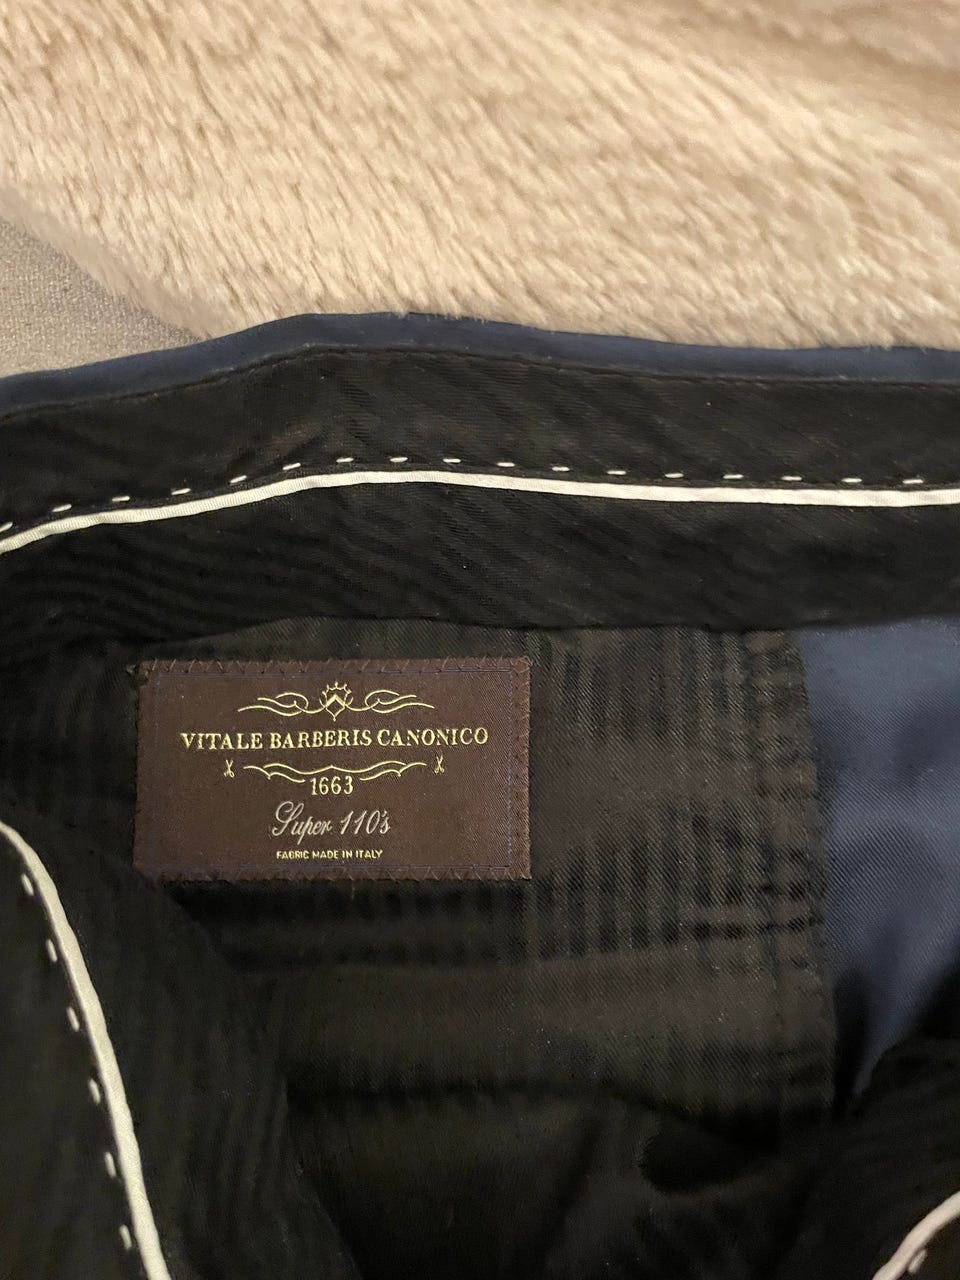 VITALE BARBERIS CANONICO
1663
Super 110's
FABRIC MADE IN ITALY